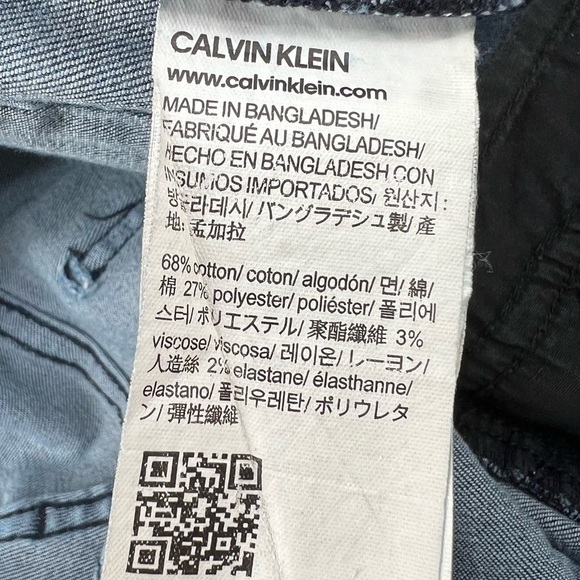 CALVIN KLEIN
www.calvinklein.com
MADE IN BANGLADESH/
FABRIQUÉ AU BANGLADESH/
HECHO EN BANGLADESH CON
INSUMOS IMPORTADOS/ 원산지 :
방글라데시/ バングラデシュ製/ 產
地: 孟加拉
68% cotton/ coton/ algodón/ 면/ 綿/
棉 27% polyester/ poliéster/ 폴리에
스테/ ポリエステル/ 聚酯纖維 3%
viscose/ viscosa/ 레이온/ レーヨン/
人造絲 2% elastane/ élasthanne/
elastano/ 폴리우레탄/ ポリウレタ
ン/ 彈性纖維